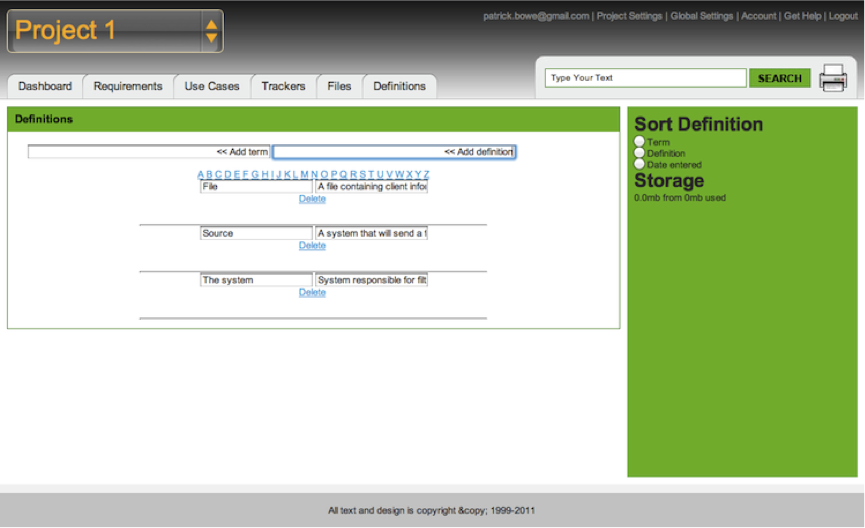 Project 1
patrick.bowe@gmail.com | Project Settings | Global Settings | Account | Get Help | Logout
Dashboard Requirements Use Cases Trackers Files Definitions
Type Your Text SEARCH
Definitions
<< Add term << Add definition
A B C D E F G H I J K L M N O P Q R S T U V W X Y Z
File A file containing client
Delete
Source A system that will send a
Delete
The system System responsible for
Delete
Sort Definition
Term
Definition
Date entered
Storage
0.0mb from 0mb used
All text and design is copyright &copy; 1999-2011